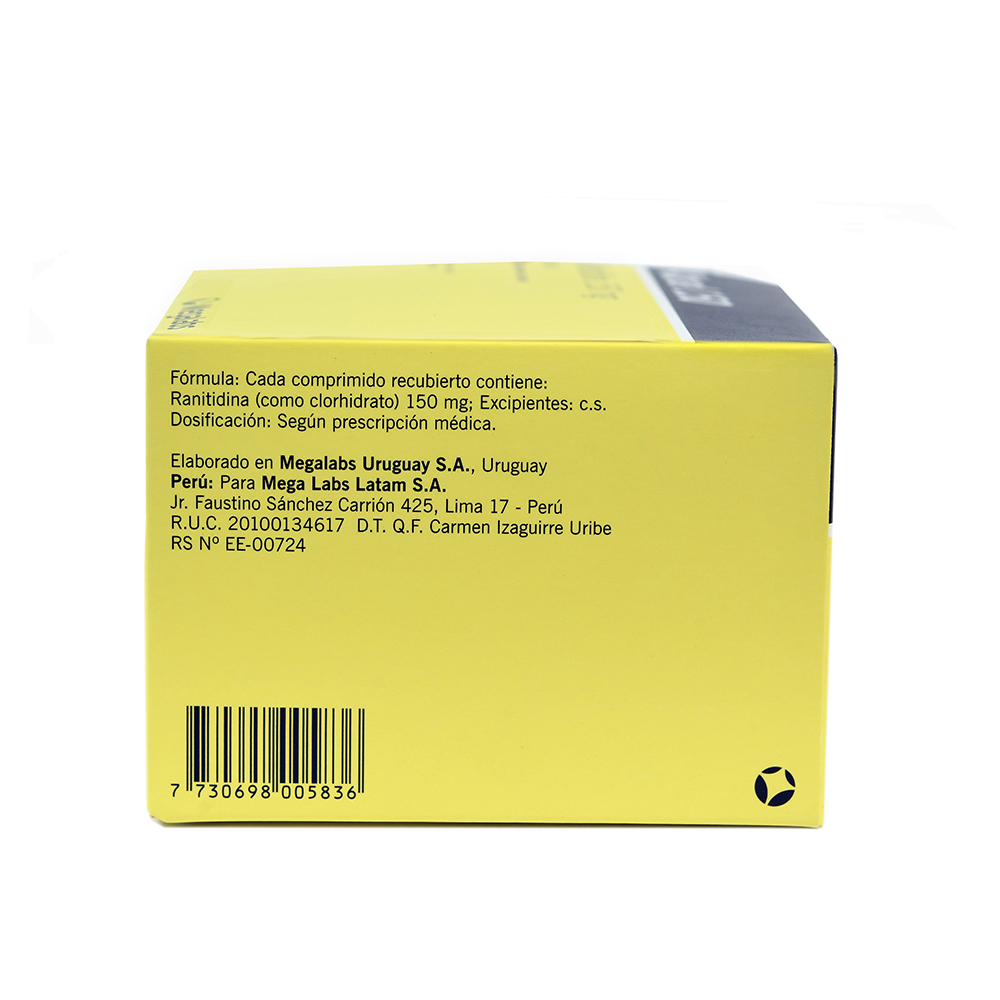 Megalabs
Fórmula: Cada comprimido recubierto contiene:
Ranitidina (como clorhidrato) 150 mg; Excipientes: c.s.
Dosificación: Según prescripción médica.
Elaborado en Megalabs Uruguay S.A., Uruguay
Perú: Para Mega Labs Latam S.A.
Jr. Faustino Sánchez Carrión 425, Lima 17 - Perú
R.U.C. 20100134617 D.T. Q.F. Carmen Izaguirre Uribe
RS Nº EE-00724
7 730698 005836